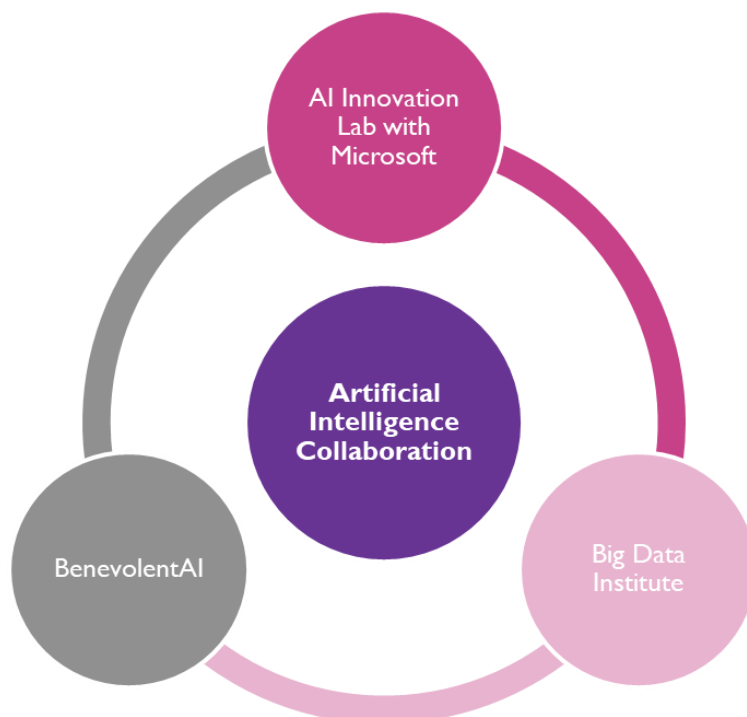 AI Innovation
Lab with
Microsoft
Artificial
Intelligence
Collaboration
BenevolentAI
Big Data
Institute